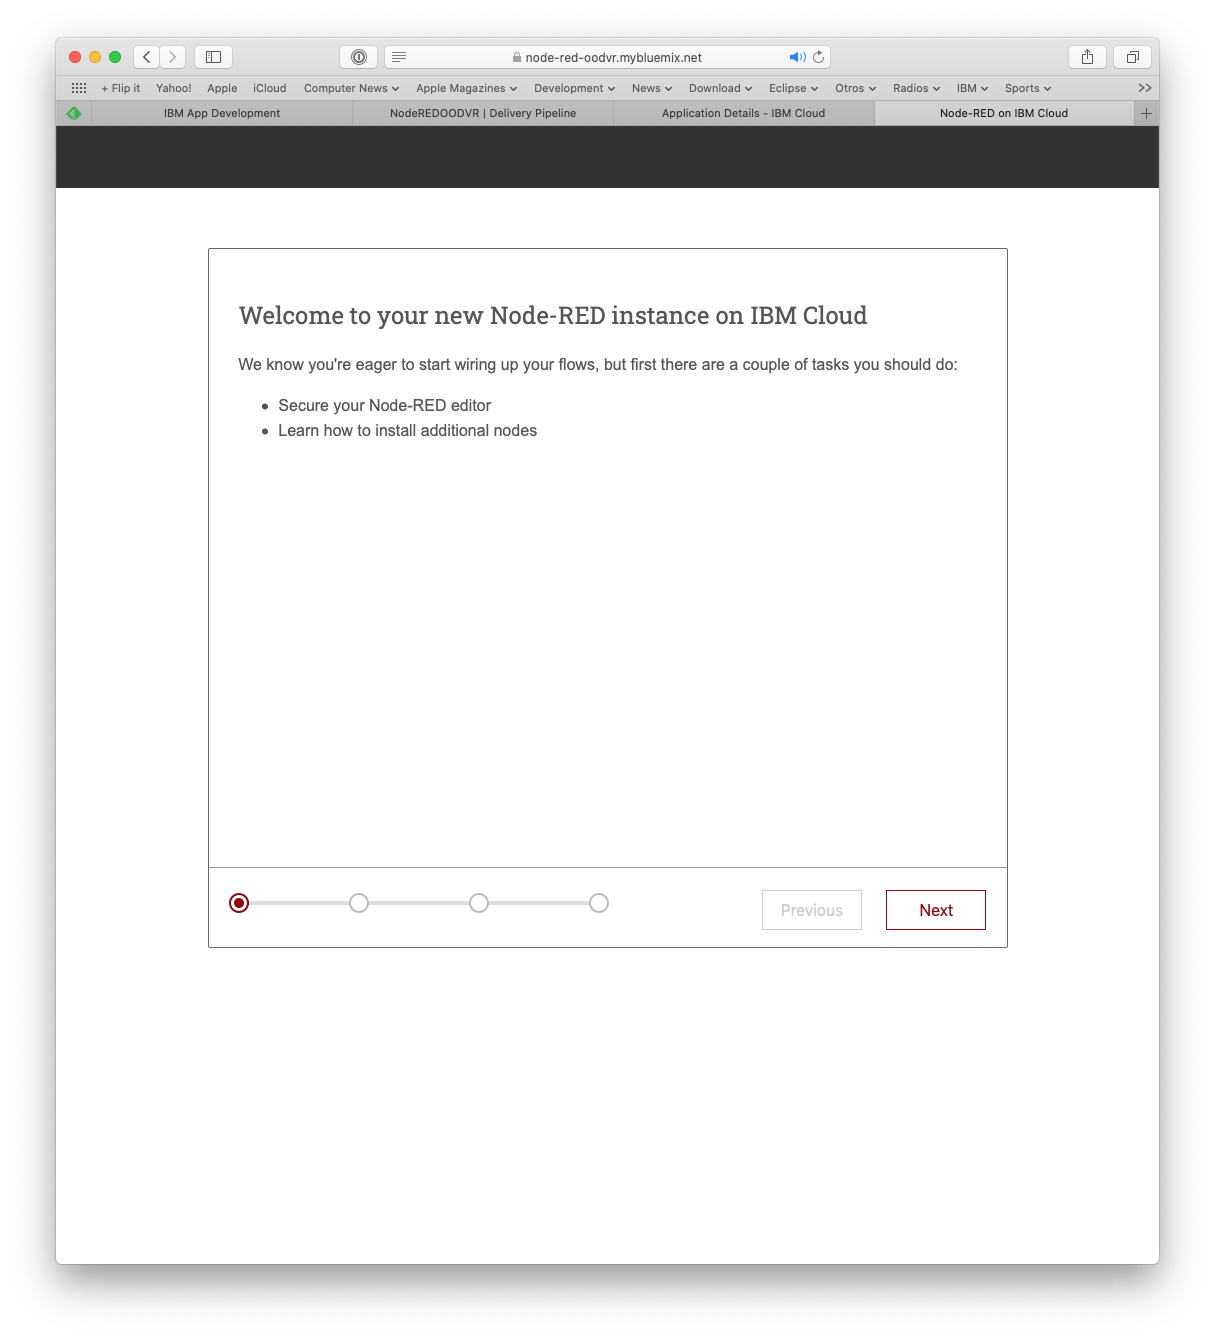 node-red-oodvr.mybluemix.net
+ Flip it Yahoo! Apple iCloud Computer News Apple Magazines Development News Download Eclipse Otros Radios IBM Sports >>
IBM App Development NodeREDOODVR | Delivery Pipeline Application Details - IBM Cloud Node-RED on IBM Cloud
Welcome to your new Node-RED instance on IBM Cloud
We know you're eager to start wiring up your flows, but first there are a couple of tasks you should do:
• Secure your Node-RED editor
• Learn how to install additional nodes
Previous Next